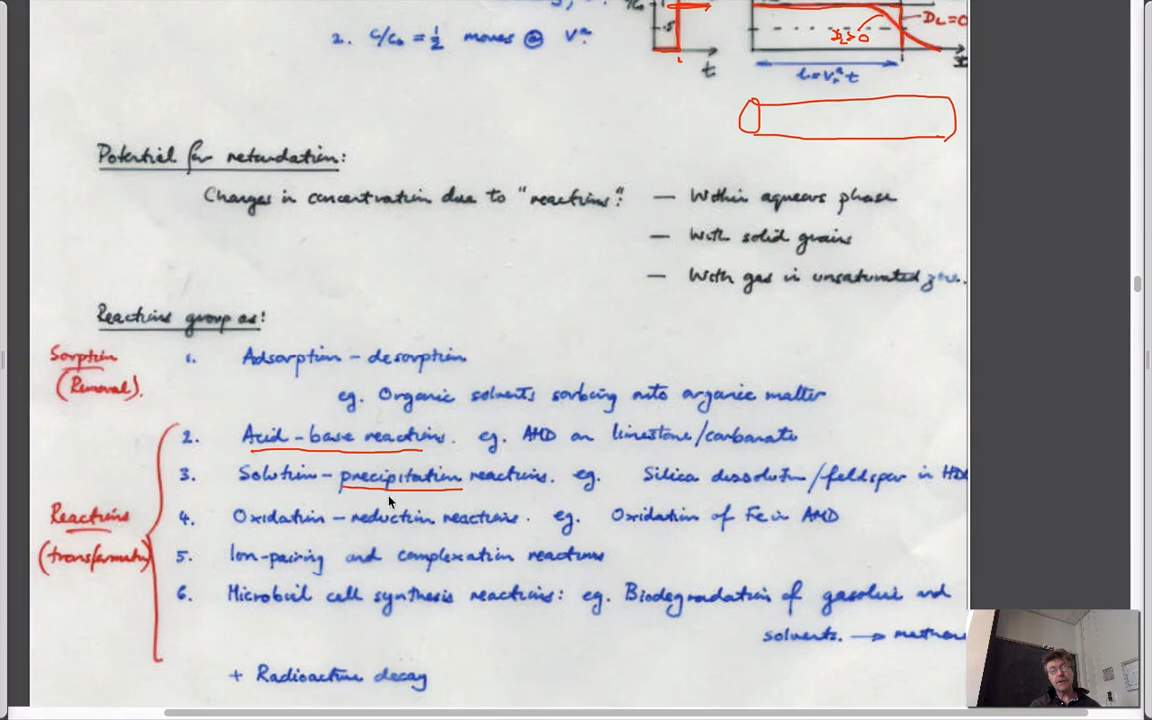 DL=0
2. C/C₀ = ½ moves @
t
Potential for retardation:
Changes in concentration due to "reactions": — Within aqueous phase
— With solid grains
— With gas in unsaturated zone.
Reactions group as:
Sorption
(Removal).
1. Adsorption – desorption
eg. Organic solvents sorbing onto organic matter
2. Acid–base reactions. eg. AMD on limestone/carbonate
3. Solution–precipitation reactions. eg. Silica dissolution/feldspar in HD
Reactions
4. Oxidation – reduction reactions. eg. Oxidation of Fe in AMD
5. Ion-pairing and complexation reactions
6. Microbial cell synthesis reactions: eg. Biodegradation of gasoline and
solvents. →
+ Radioactive decay